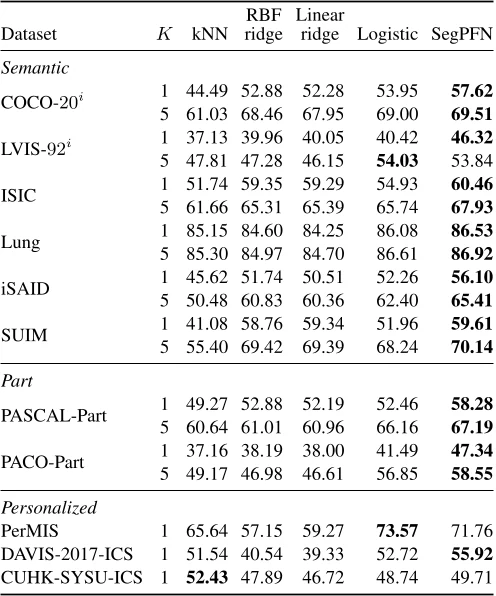 Dataset K kNN RBF ridge Linear ridge Logistic SegPFN
Semantic
COCO-20^i 1 44.49 52.88 52.28 53.95 57.62
5 61.03 68.46 67.95 69.00 69.51
LVIS-92^i 1 37.13 39.96 40.05 40.42 46.32
5 47.81 47.28 46.15 54.03 53.84
ISIC 1 51.74 59.35 59.29 54.93 60.46
5 61.66 65.31 65.39 65.74 67.93
Lung 1 85.15 84.60 84.25 86.08 86.53
5 85.30 84.97 84.70 86.61 86.92
iSAID 1 45.62 51.74 50.51 52.26 56.10
5 50.48 60.83 60.36 62.40 65.41
SUIM 1 41.08 58.76 59.34 51.96 59.61
5 55.40 69.42 69.39 68.24 70.14
Part
PASCAL-Part 1 49.27 52.88 52.19 52.46 58.28
5 60.64 61.01 60.96 66.16 67.19
PACO-Part 1 37.16 38.19 38.00 41.49 47.34
5 49.17 46.98 46.61 56.85 58.55
Personalized
PerMIS 1 65.64 57.15 59.27 73.57 71.76
DAVIS-2017-ICS 1 51.54 40.54 39.33 52.72 55.92
CUHK-SYSU-ICS 1 52.43 47.89 46.72 48.74 49.71